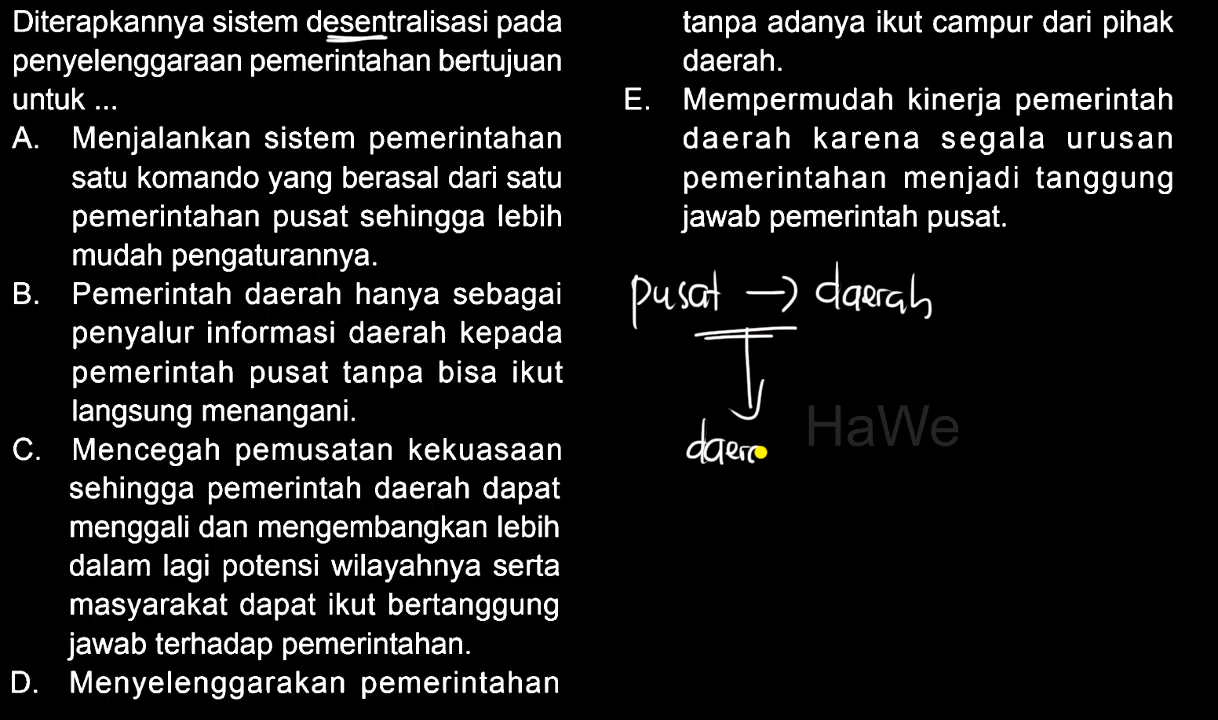 Diterapkannya sistem desentralisasi pada
penyelenggaraan pemerintahan bertujuan
untuk ...
A. Menjalankan sistem pemerintahan
satu komando yang berasal dari satu
pemerintahan pusat sehingga lebih
mudah pengaturannya.
B. Pemerintah daerah hanya sebagai
penyalur informasi daerah kepada
pemerintah pusat tanpa bisa ikut
langsung menangani.
C. Mencegah pemusatan kekuasaan
sehingga pemerintah daerah dapat
menggali dan mengembangkan lebih
dalam lagi potensi wilayahnya serta
masyarakat dapat ikut bertanggung
jawab terhadap pemerintahan.
D. Menyelenggarakan pemerintahan
tanpa adanya ikut campur dari pihak
daerah.
E. Mempermudah kinerja pemerintah
daerah karena segala urusan
pemerintahan menjadi tanggung
jawab pemerintah pusat.
pusat → daerah
daer
HaWe